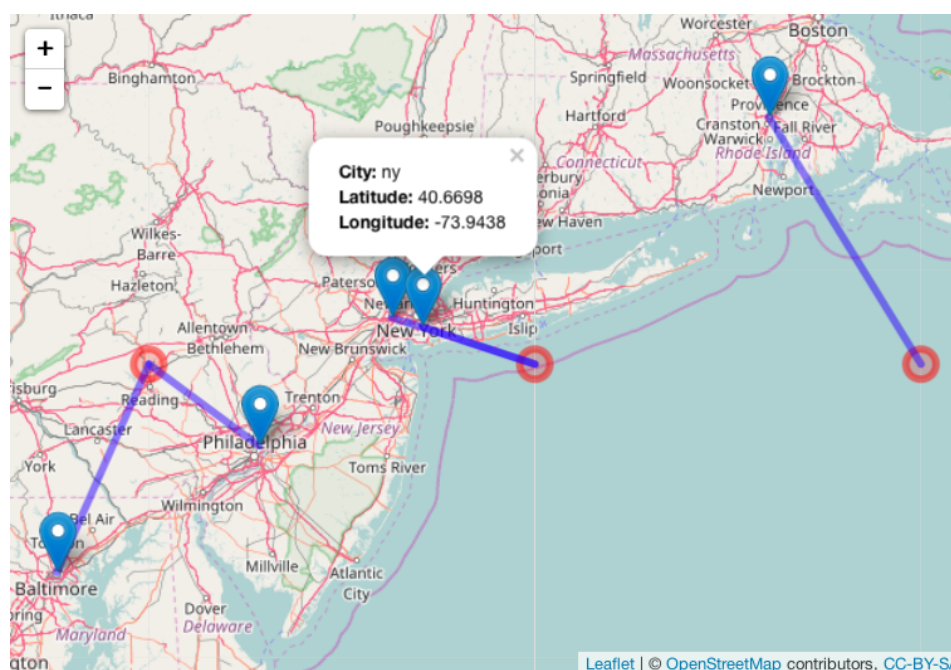 Ithaca
Worcester
Boston
+
−
Massachusetts
Binghamton
Springfield
Woonsocket
Brockton
Providence
Hartford
Poughkeepsie
Cranston
Fall River
Warwick
Rhode Island
×
Connecticut
City: ny
Latitude: 40.6698
Longitude: -73.9438
Newport
New Haven
Wilkes-
Barre
Hazleton
Huntington
New York
Islip
Allentown
Bethlehem
New Brunswick
Reading
Trenton
Lancaster
New Jersey
Philadelphia
York
Toms River
Wilmington
Bel Air
Millville
Atlantic
City
Baltimore
Dover
Delaware
Maryland
Leaflet | © OpenStreetMap contributors, CC-BY-S